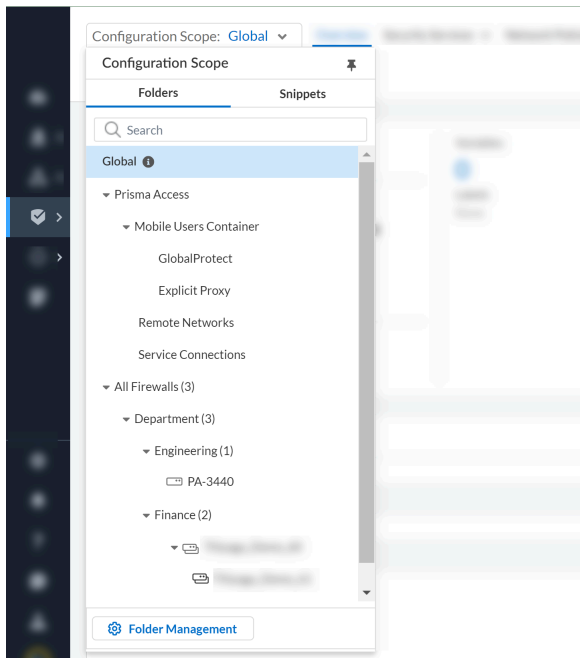 Configuration Scope: Global
Configuration Scope
Folders Snippets
Search
Global
Prisma Access
Mobile Users Container
GlobalProtect
Explicit Proxy
Remote Networks
Service Connections
All Firewalls (3)
Department (3)
Engineering (1)
PA-3440
Finance (2)
Folder Management